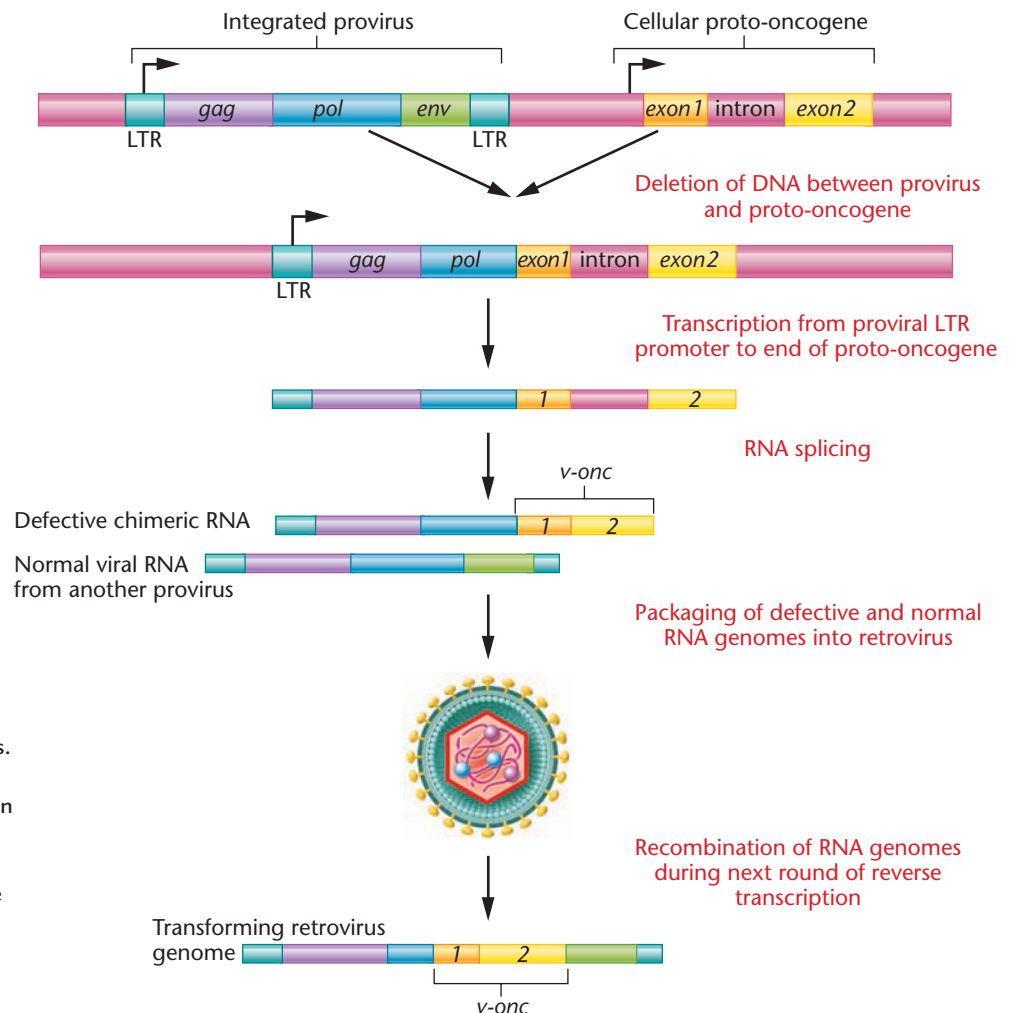 Integrated provirus
Cellular proto-oncogene
gag pol env exon1 intron exon2
LTR LTR
Deletion of DNA between provirus
and proto-oncogene
gag pol exon1 intron exon2
LTR
Transcription from proviral LTR
promoter to end of proto-oncogene
1 2
RNA splicing
v-onc
Defective chimeric RNA
1 2
Normal viral RNA
from another provirus
Packaging of defective and normal
RNA genomes into retrovirus
s.
n
Recombination of RNA genomes
during next round of reverse
transcription
e
Transforming retrovirus
genome
1 2
v-onc